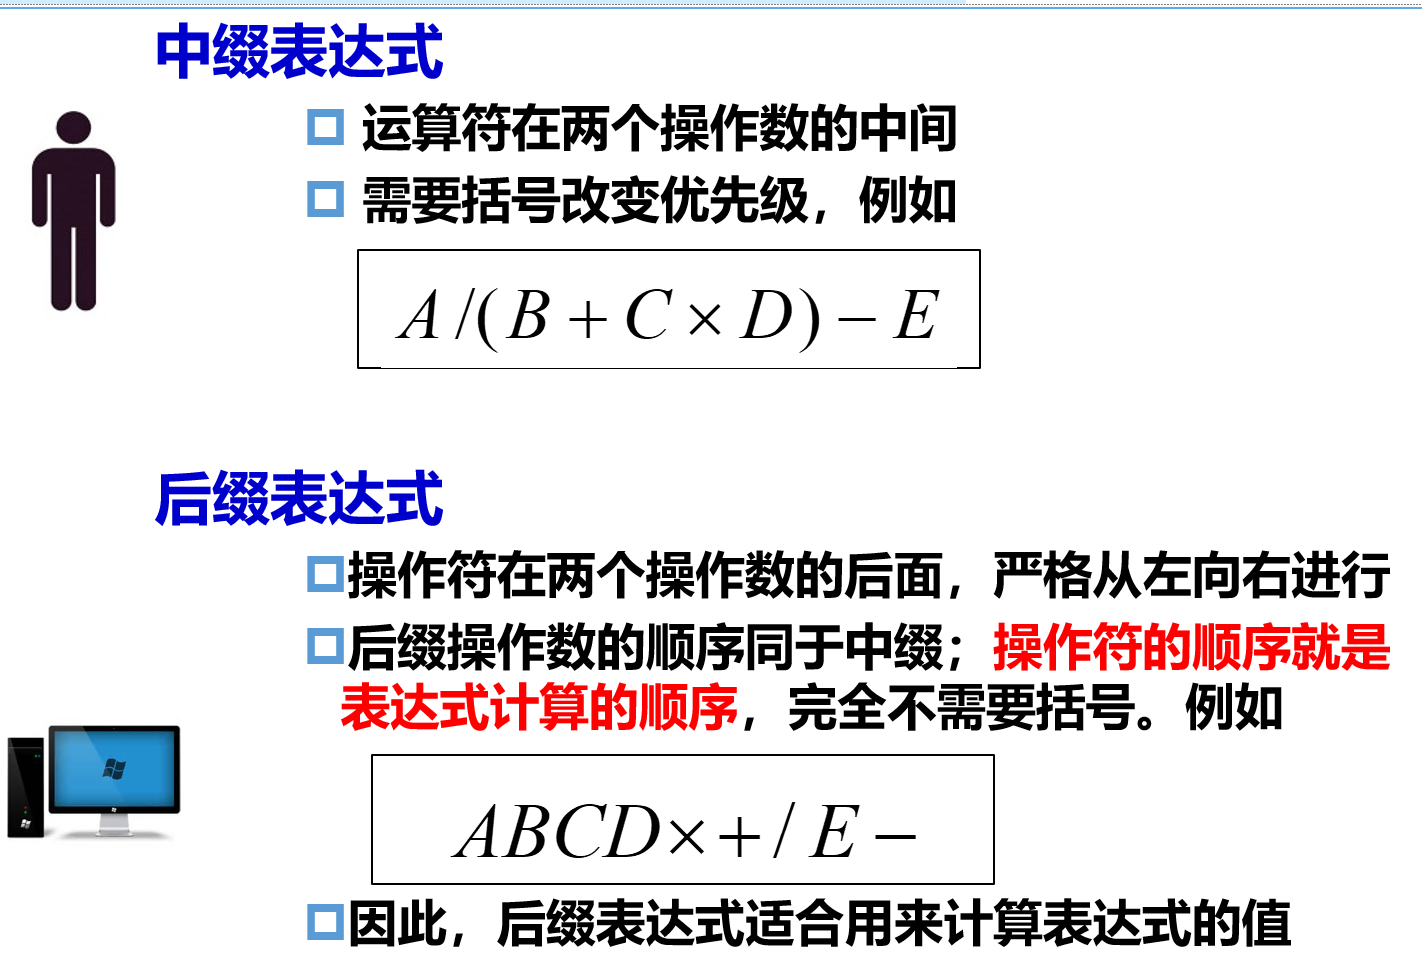 中缀表达式
运算符在两个操作数的中间
需要括号改变优先级，例如
A/(B+C×D)−E
后缀表达式
操作符在两个操作数的后面，严格从左向右进行
后缀操作数的顺序同于中缀；操作符的顺序就是
表达式计算的顺序，完全不需要括号。例如
ABCD×+/E−
因此，后缀表达式适合用来计算表达式的值